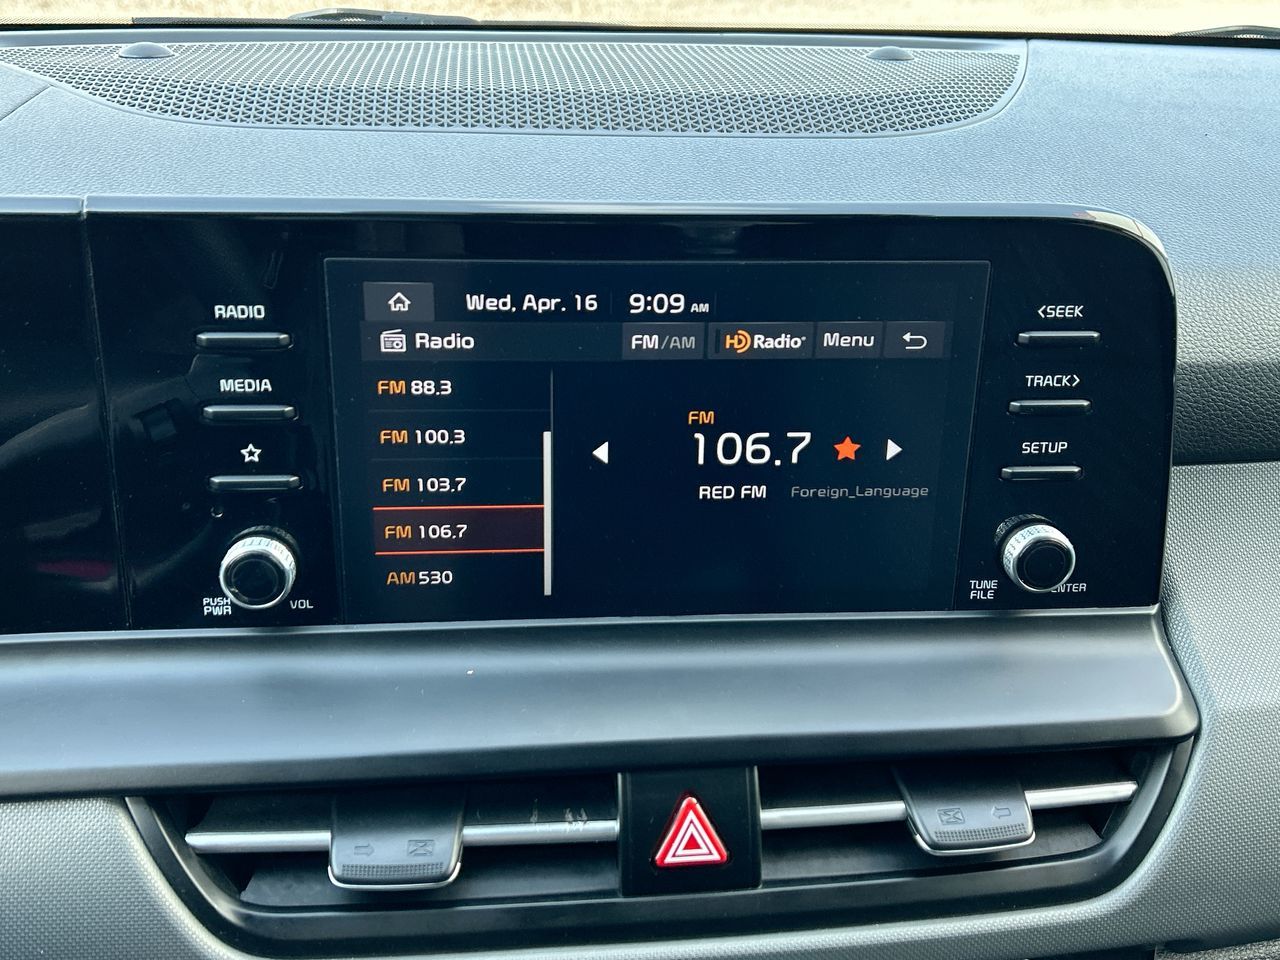 RADIO
MEDIA
PUSH
PWR
VOL
Wed, Apr. 16 9:09 AM
Radio FM/AM HD Radio® Menu
FM 88.3
FM 100.3
FM 103.7
FM 106.7
AM 530
FM
106.7
RED FM Foreign_Language
<SEEK
TRACK>
SETUP
TUNE
FILE
ENTER